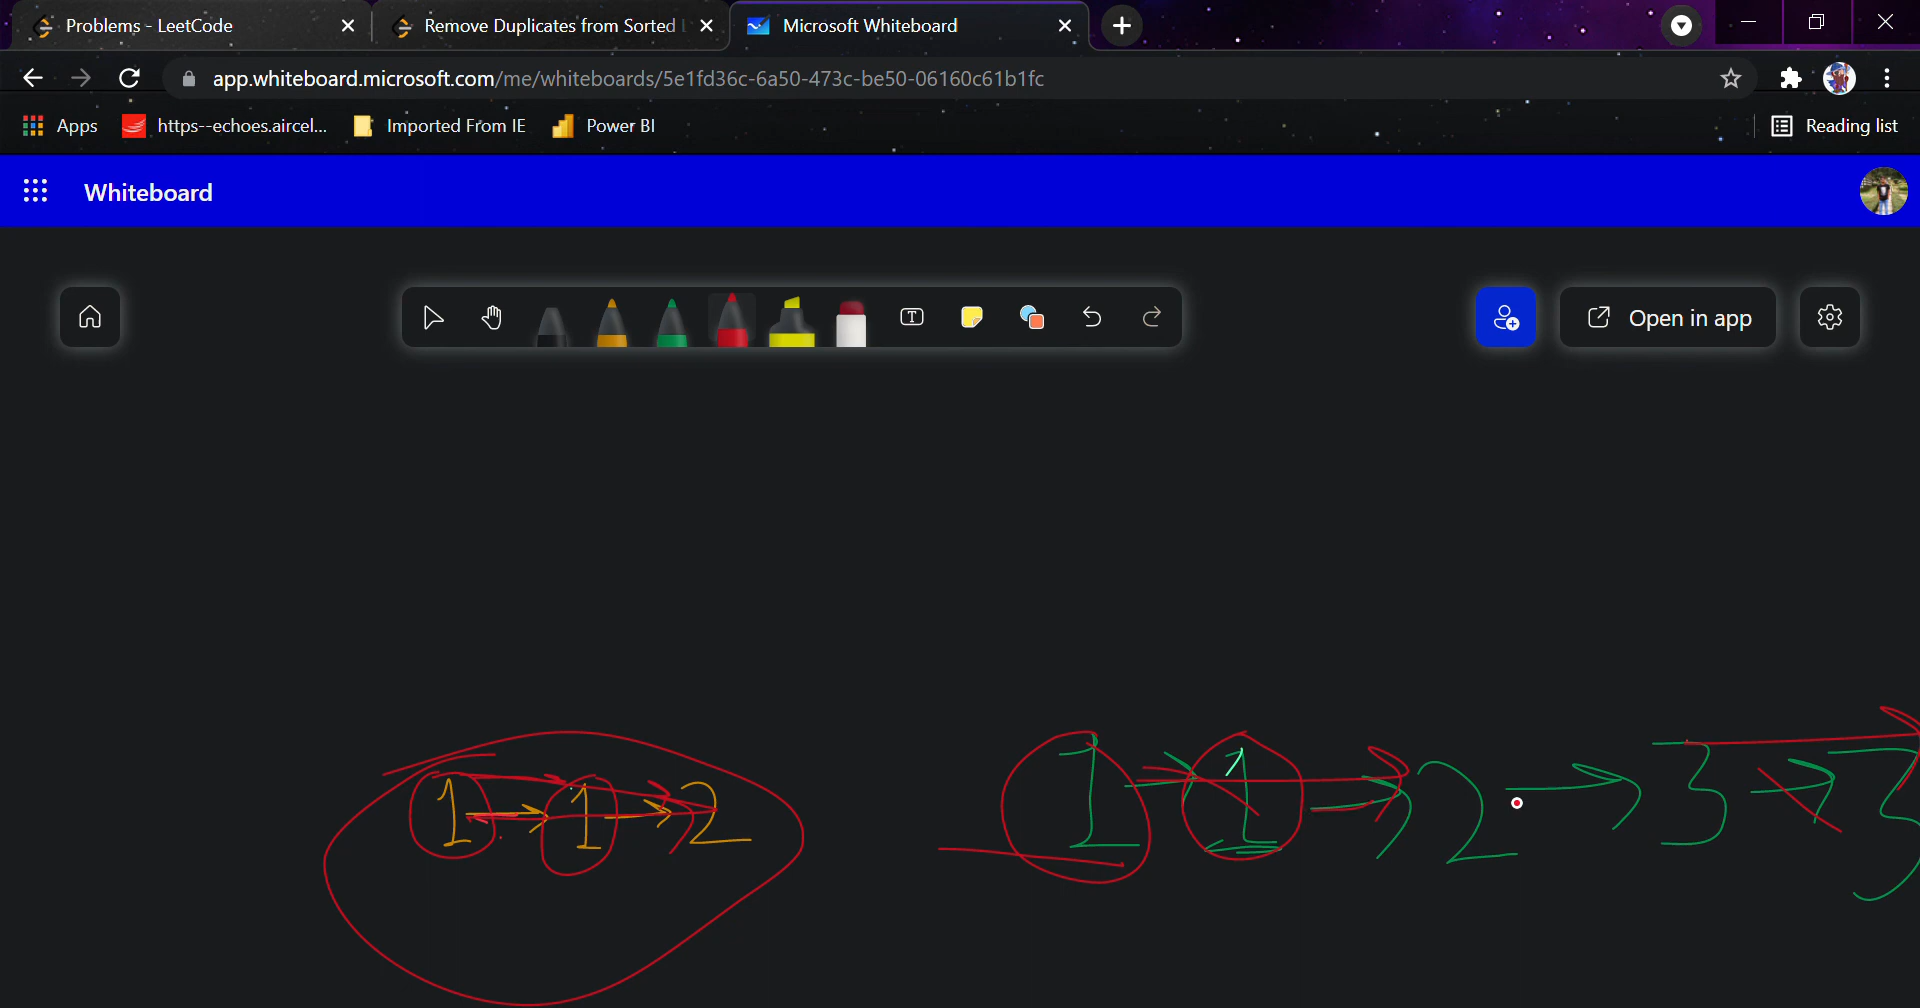 Problems - LeetCode
Remove Duplicates from Sorted
Microsoft Whiteboard
app.whiteboard.microsoft.com/me/whiteboards/5e1fd36c-6a50-473c-be50-06160c61b1fc
Apps
https--echoes.aircel...
Imported From IE
Power BI
Reading list
Whiteboard
T
Open in app
1 → 1 → 2
1 → 1 → 2 → 3 → 3